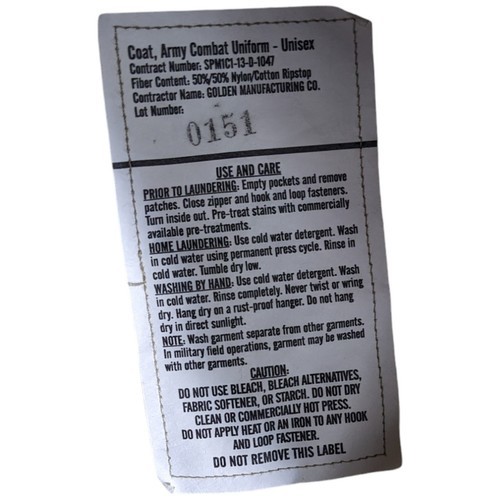 Coat, Army Combat Uniform - Unisex
Contract Number: SPM1C1-13-D-1047
Fiber Content: 50%/50% Nylon/Cotton Ripstop
Contractor Name: GOLDEN MANUFACTURING CO.
Lot Number:
0151
USE AND CARE
PRIOR TO LAUNDERING: Empty pockets and remove
patches. Close zipper and hook and loop fasteners.
Turn inside out. Pre-treat stains with commercially
available pre-treatments.
HOME LAUNDERING: Use cold water detergent. Wash
in cold water using permanent press cycle. Rinse in
cold water. Tumble dry low.
WASHING BY HAND: Use cold water detergent. Wash
in cold water. Rinse completely. Never twist or wring
dry. Hang dry on a rust-proof hanger. Do not hang
dry in direct sunlight.
NOTE: Wash garment separate from other garments.
In military field operations, garment may be washed
with other garments.
CAUTION:
DO NOT USE BLEACH, BLEACH ALTERNATIVES,
FABRIC SOFTENER, OR STARCH. DO NOT DRY
CLEAN OR COMMERCIALLY HOT PRESS.
DO NOT APPLY HEAT OR AN IRON TO ANY HOOK
AND LOOP FASTENER.
DO NOT REMOVE THIS LABEL